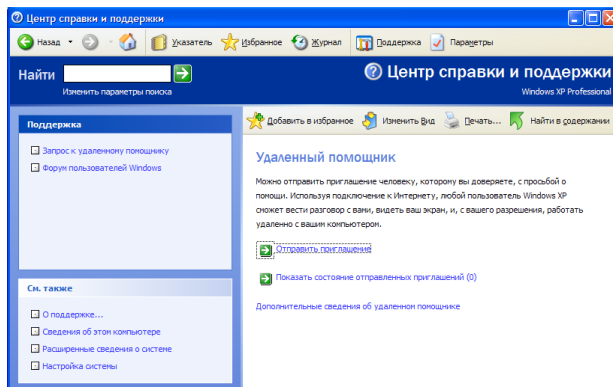 Центр справки и поддержки
Назад Указатель Избранное Журнал Поддержка Параметры
Найти
Изменить параметры поиска
Центр справки и поддержки
Windows XP Professional
Поддержка
Запрос к удаленному помощнику
Форум пользователей Windows
См. также
О поддержке...
Сведения об этом компьютере
Расширенные сведения о системе
Настройка системы
Добавить в избранное Изменить Вид Печать... Найти в содержании
Удаленный помощник
Можно отправить приглашение человеку, которому вы доверяете, с просьбой о
помощи. Используя подключение к Интернету, любой пользователь Windows XP
сможет вести разговор с вами, видеть ваш экран, и, с вашего разрешения, работать
удаленно с вашим компьютером.
Отправить приглашение
Показать состояние отправленных приглашений (0)
Дополнительные сведения об удаленном помощнике